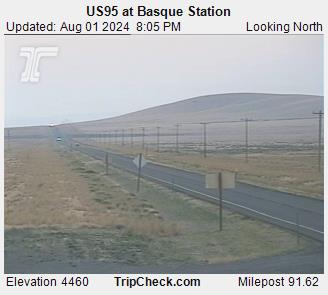 US95 at Basque Station
Updated: Aug 01 2024 8:05 PM Looking North
Elevation 4460 TripCheck.com Milepost 91.62